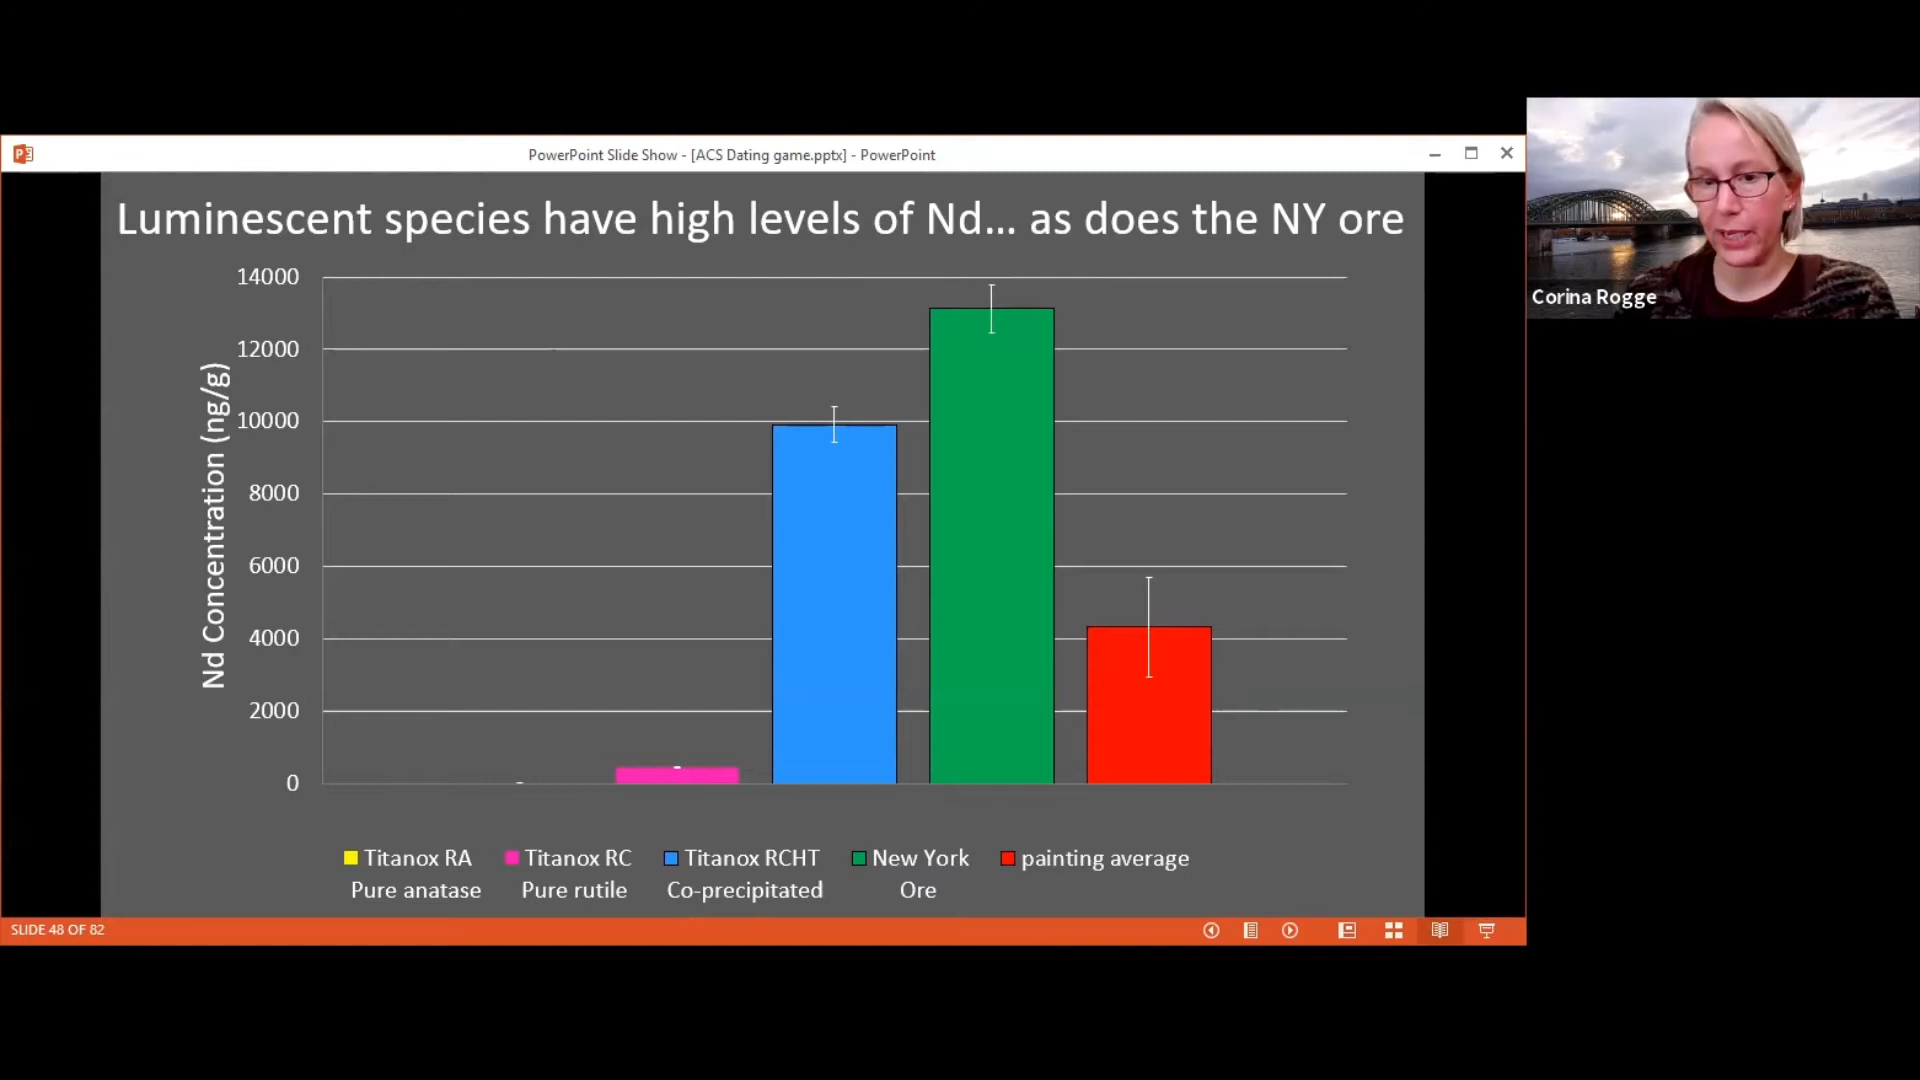 PowerPoint Slide Show - [ACS Dating game.pptx] - PowerPoint
Luminescent species have high levels of Nd... as does the NY ore
Nd Concentration (ng/g)
14000
12000
10000
8000
6000
4000
2000
0
Titanox RA Titanox RC Titanox RCHT New York painting average
Pure anatase Pure rutile Co-precipitated Ore
SLIDE 48 OF 82
Corina Rogge